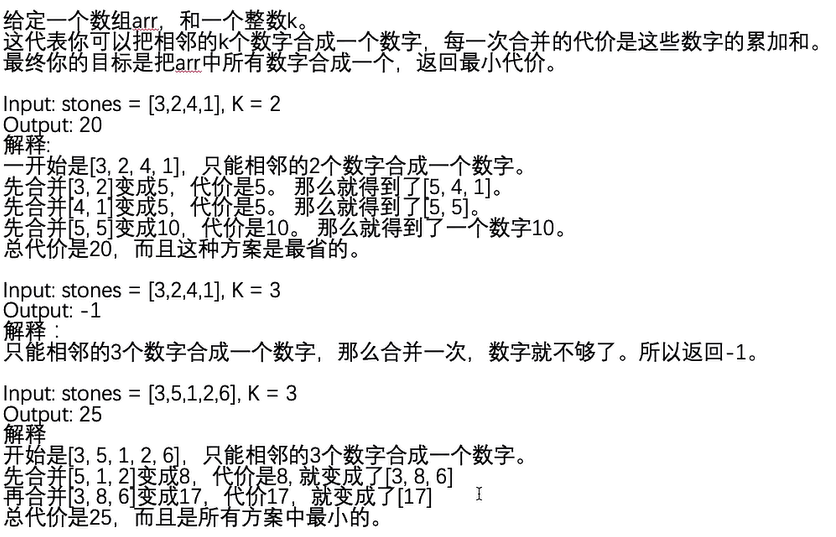 给定一个数组arr，和一个整数k。
这代表你可以把相邻的k个数字合成一个数字，每一次合并的代价是这些数字的累加和。
最终你的目标是把arr中所有数字合成一个，返回最小代价。
Input: stones = [3,2,4,1], K = 2
Output: 20
解释:
一开始是[3, 2, 4, 1]，只能相邻的2个数字合成一个数字。
先合并[3, 2]变成5，代价是5。 那么就得到了[5, 4, 1]。
先合并[4, 1]变成5，代价是5。 那么就得到了[5, 5]。
先合并[5, 5]变成10，代价是10。 那么就得到了一个数字10。
总代价是20，而且这种方案是最省的。
Input: stones = [3,2,4,1], K = 3
Output: -1
解释 :
只能相邻的3个数字合成一个数字，那么合并一次，数字就不够了。所以返回-1。
Input: stones = [3,5,1,2,6], K = 3
Output: 25
解释
开始是[3, 5, 1, 2, 6]，只能相邻的3个数字合成一个数字。
先合并[5, 1, 2]变成8，代价是8, 就变成了[3, 8, 6]
再合并[3, 8, 6]变成17，代价17，就变成了[17]
总代价是25，而且是所有方案中最小的。